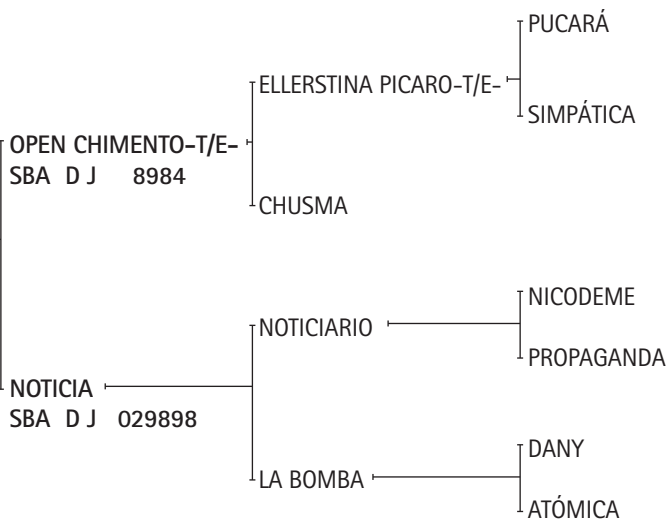 PUCARÁ
ELLERSTINA PICARO-T/E-
SIMPÁTICA
OPEN CHIMENTO-T/E-
SBA D J 8984
CHUSMA
NICODEME
NOTICIARIO
PROPAGANDA
NOTICIA
SBA D J 029898
DANY
LA BOMBA
ATÓMICA